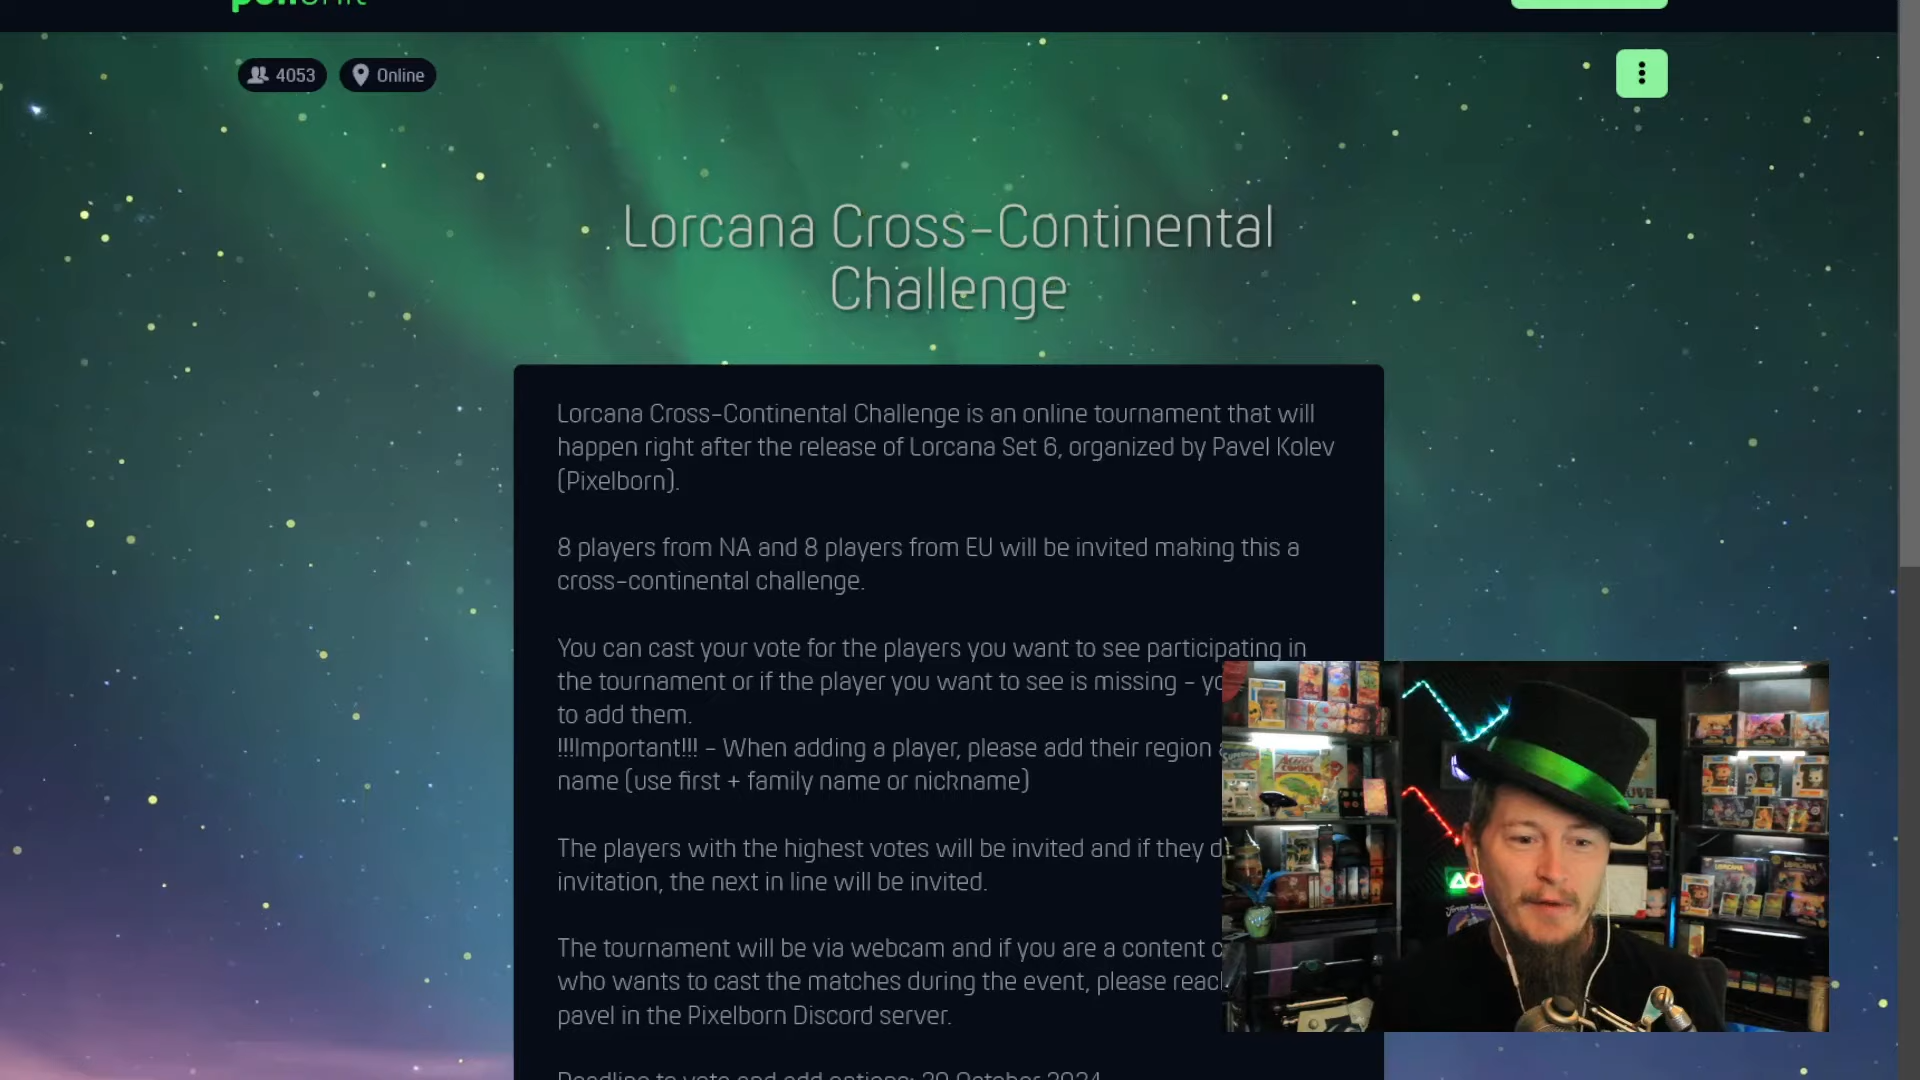 4053
Online
Lorcana Cross-Continental
Challenge
Lorcana Cross-Continental Challenge is an online tournament that will
happen right after the release of Lorcana Set 6, organized by Pavel Kolev
(Pixelborn).
8 players from NA and 8 players from EU will be invited making this a
cross-continental challenge.
You can cast your vote for the players you want to see participating in
the tournament or if the player you want to see is missing -
to add them.
!!!Important!!! - When adding a player, please add their region
name (use first + family name or nickname)
The players with the highest votes will be invited and if they
invitation, the next in line will be invited.
The tournament will be via webcam and if you are a content
who wants to cast the matches during the event, please
pavel in the Pixelborn Discord server.